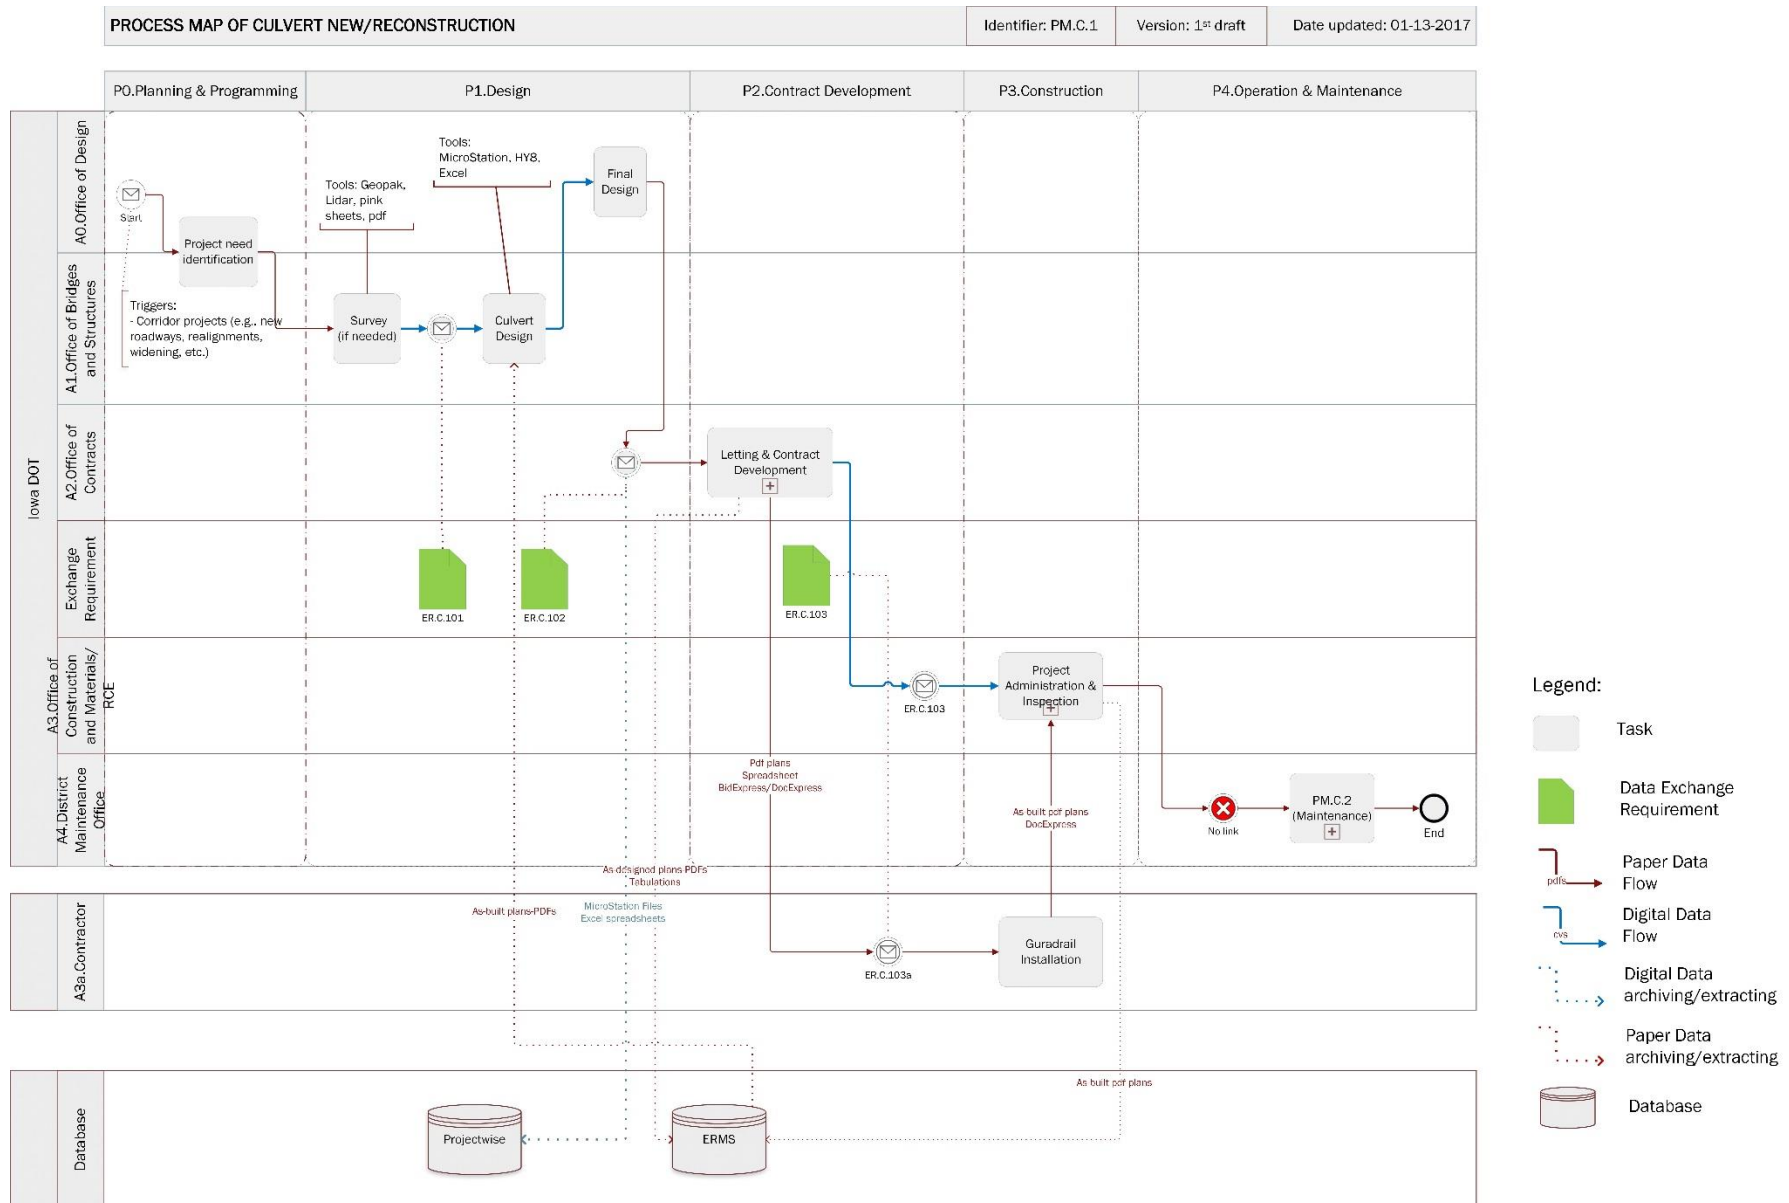 PROCESS MAP OF CULVERT NEW/RECONSTRUCTION
Identifier: PM.C.1
Version: 1st draft
Date updated: 01-13-2017
P0.Planning & Programming
P1.Design
P2.Contract Development
P3.Construction
P4.Operation & Maintenance
Iowa DOT
A0.Office of Design
Start
Project need
identification
Tools: Geopak,
Lidar, pink
sheets, pdf
Tools:
MicroStation, HY8,
Excel
Final
Design
A1.Office of Bridges
and Structures
Triggers:
- Corridor projects (e.g., new
roadways, realignments,
widening, etc.)
Survey
(if needed)
Culvert
Design
A2.Office of
Contracts
Letting & Contract
Development
Exchange
Requirement
ER.C.101
ER.C.102
ER.C.103
A3.Office of
Construction
and Materials/
RCE
ER.C.103
Project
Administration &
Inspection
A4.District
Maintenance
Office
Pdf plans
Spreadsheet
BidExpress/DocExpress
As-built pdf plans
DocExpress
No link
PM.C.2
(Maintenance)
End
As-designed plans-PDFs
Tabulations
A3a.Contractor
As-built plans-PDFs
MicroStation Files
Excel spreadsheets
ER.C.103a
Guradrail
Installation
Database
Projectwise
ERMS
As-built pdf plans
Legend:
Task
Data Exchange
Requirement
pdfs
Paper Data
Flow
cvs
Digital Data
Flow
Digital Data
archiving/extracting
Paper Data
archiving/extracting
Database